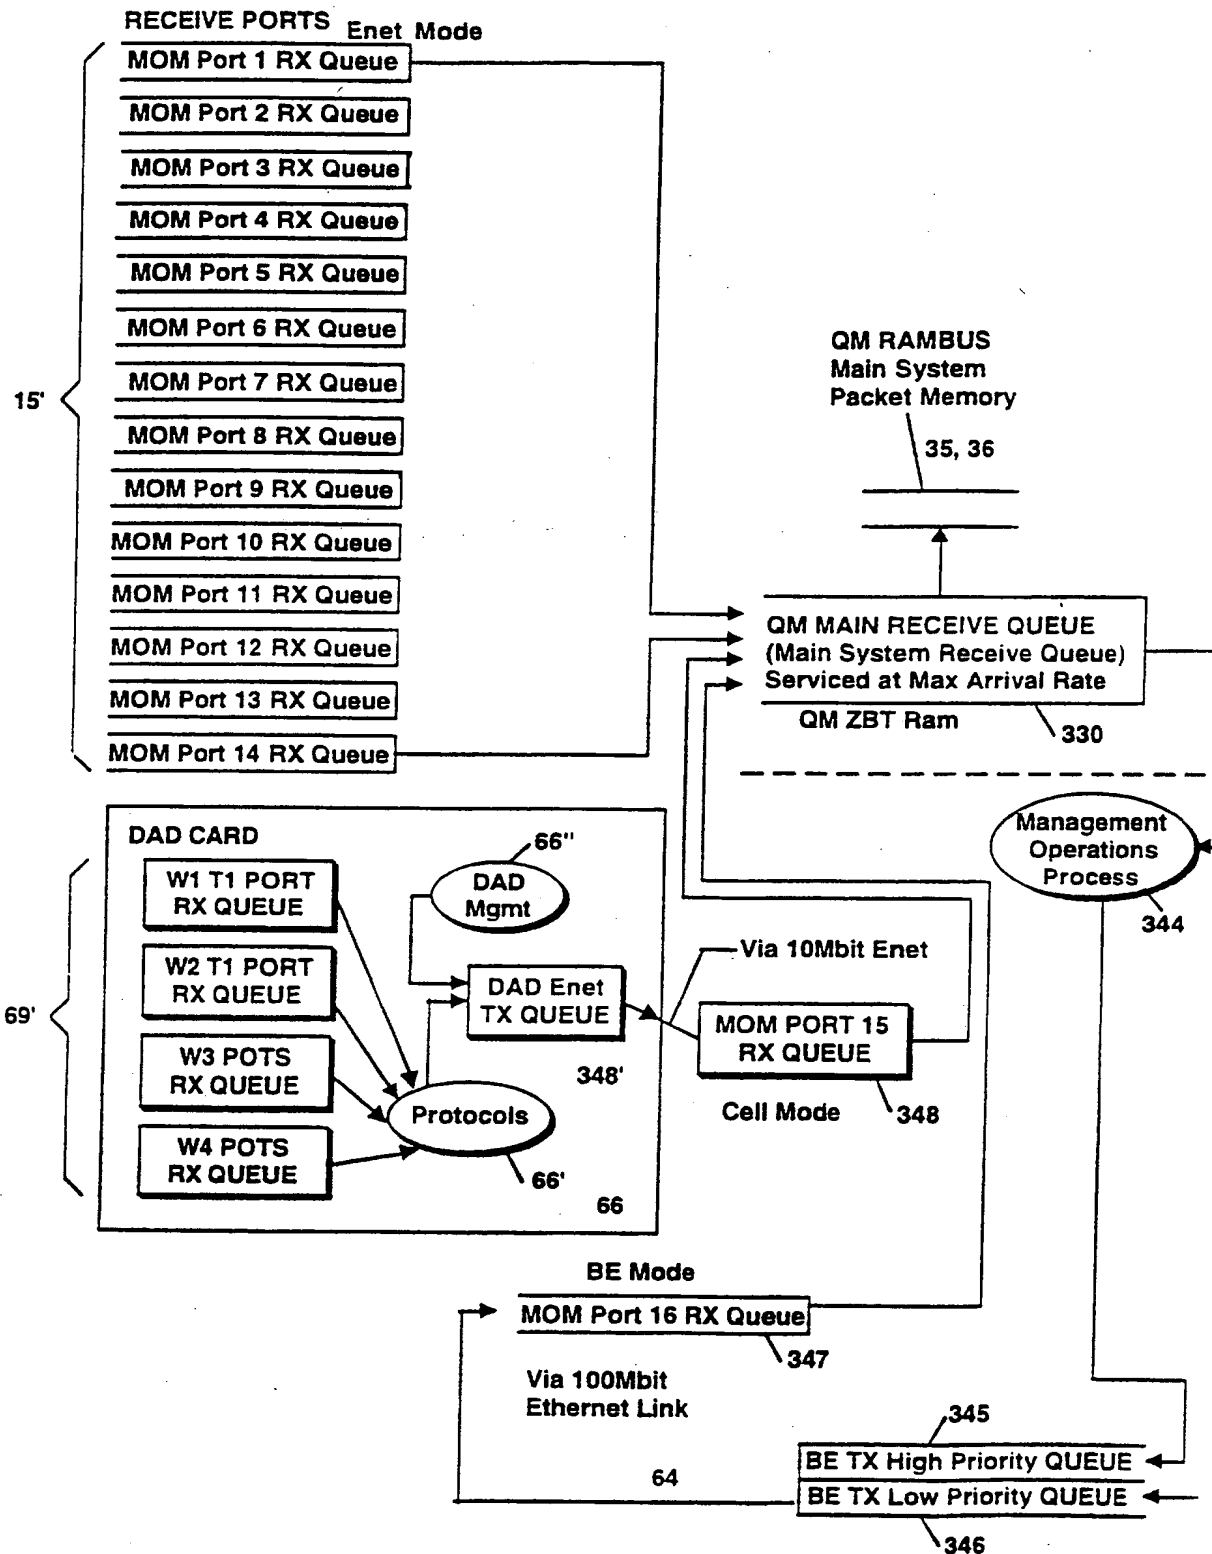 RECEIVE PORTS
Enet Mode
MOM Port 1 RX Queue
MOM Port 2 RX Queue
MOM Port 3 RX Queue
MOM Port 4 RX Queue
MOM Port 5 RX Queue
MOM Port 6 RX Queue
MOM Port 7 RX Queue
MOM Port 8 RX Queue
MOM Port 9 RX Queue
MOM Port 10 RX Queue
MOM Port 11 RX Queue
MOM Port 12 RX Queue
MOM Port 13 RX Queue
MOM Port 14 RX Queue
15'
QM RAMBUS
Main System
Packet Memory
35, 36
QM MAIN RECEIVE QUEUE
(Main System Receive Queue)
Serviced at Max Arrival Rate
QM ZBT Ram
330
Management
Operations
Process
344
DAD CARD
69'
W1 T1 PORT
RX QUEUE
W2 T1 PORT
RX QUEUE
W3 POTS
RX QUEUE
W4 POTS
RX QUEUE
66"
DAD
Mgmt
DAD Enet
TX QUEUE
348'
Protocols
66'
66
Via 10Mbit Enet
MOM PORT 15
RX QUEUE
Cell Mode
348
BE Mode
MOM Port 16 RX Queue
347
Via 100Mbit
Ethernet Link
64
345
BE TX High Priority QUEUE
BE TX Low Priority QUEUE
346